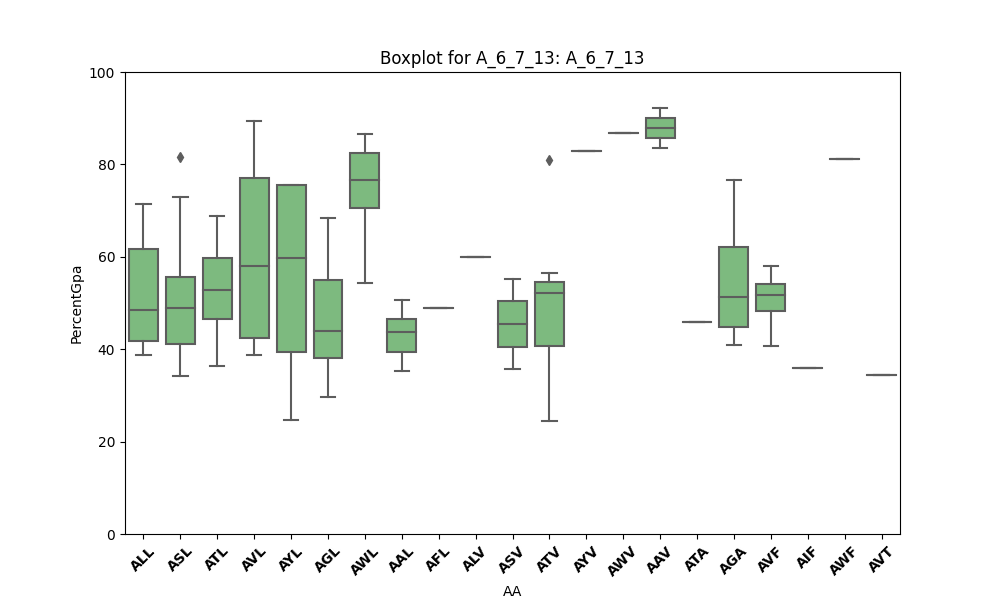 Boxplot for A_6_7_13: A_6_7_13
PercentGpa
100
80
60
40
20
0
ALL ASL ATL AVL AYL AGL AWL AAL AFL ALV ASV ATV AYV AWV AAV ATA AGA AVF AIF AWF AVT
AA